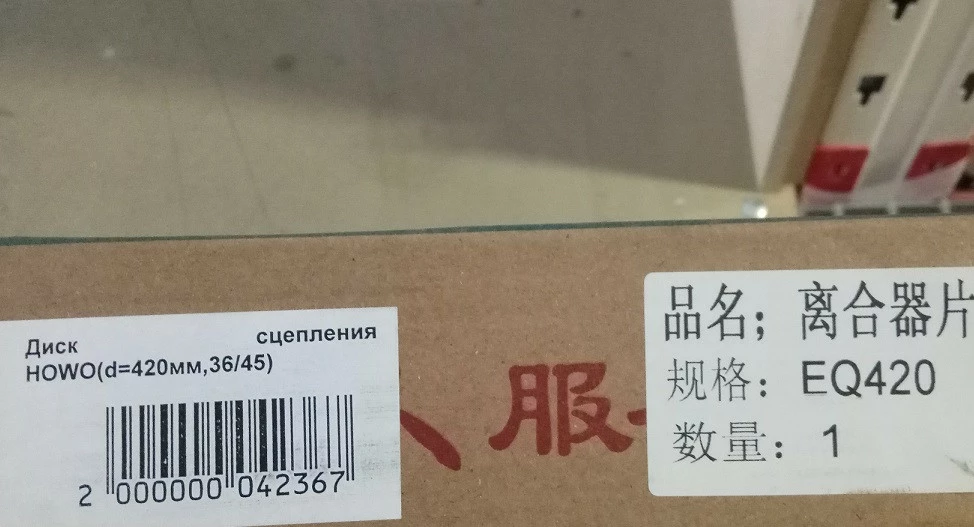 Диск сцепления
HOWO(d=420мм,36/45)
2 000000 042367
服
品名；离合器片
规格：EQ420
数量：1